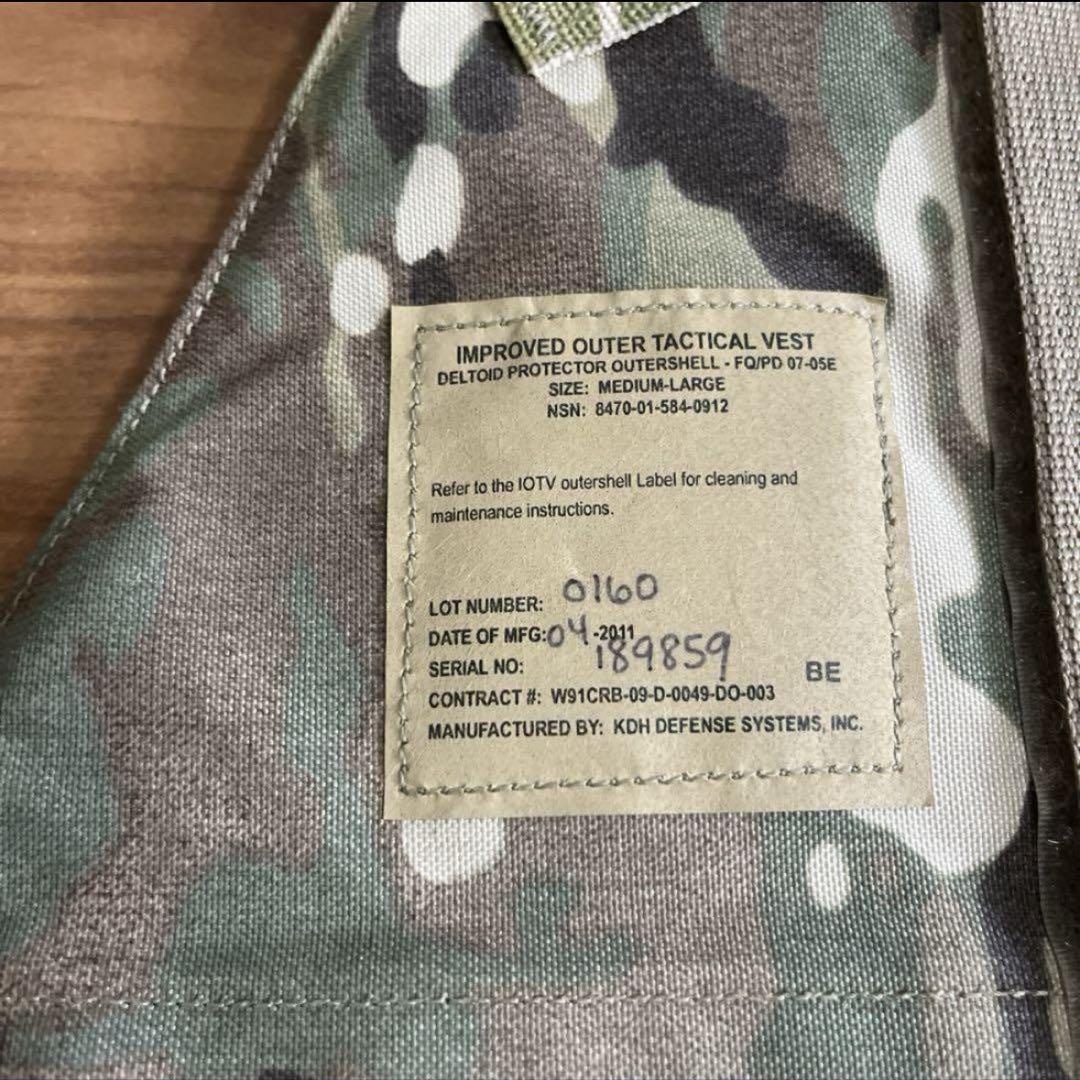 IMPROVED OUTER TACTICAL VEST
DELTOID PROTECTOR OUTERSHELL - FQ/PD 07-05E
SIZE: MEDIUM-LARGE
NSN: 8470-01-584-0912
Refer to the IOTV outershell Label for cleaning and
maintenance instructions.
LOT NUMBER: 0160
DATE OF MFG: 04 -2011
SERIAL NO: 189859 BE
CONTRACT #: W91CRB-09-D-0049-DO-003
MANUFACTURED BY: KDH DEFENSE SYSTEMS, INC.